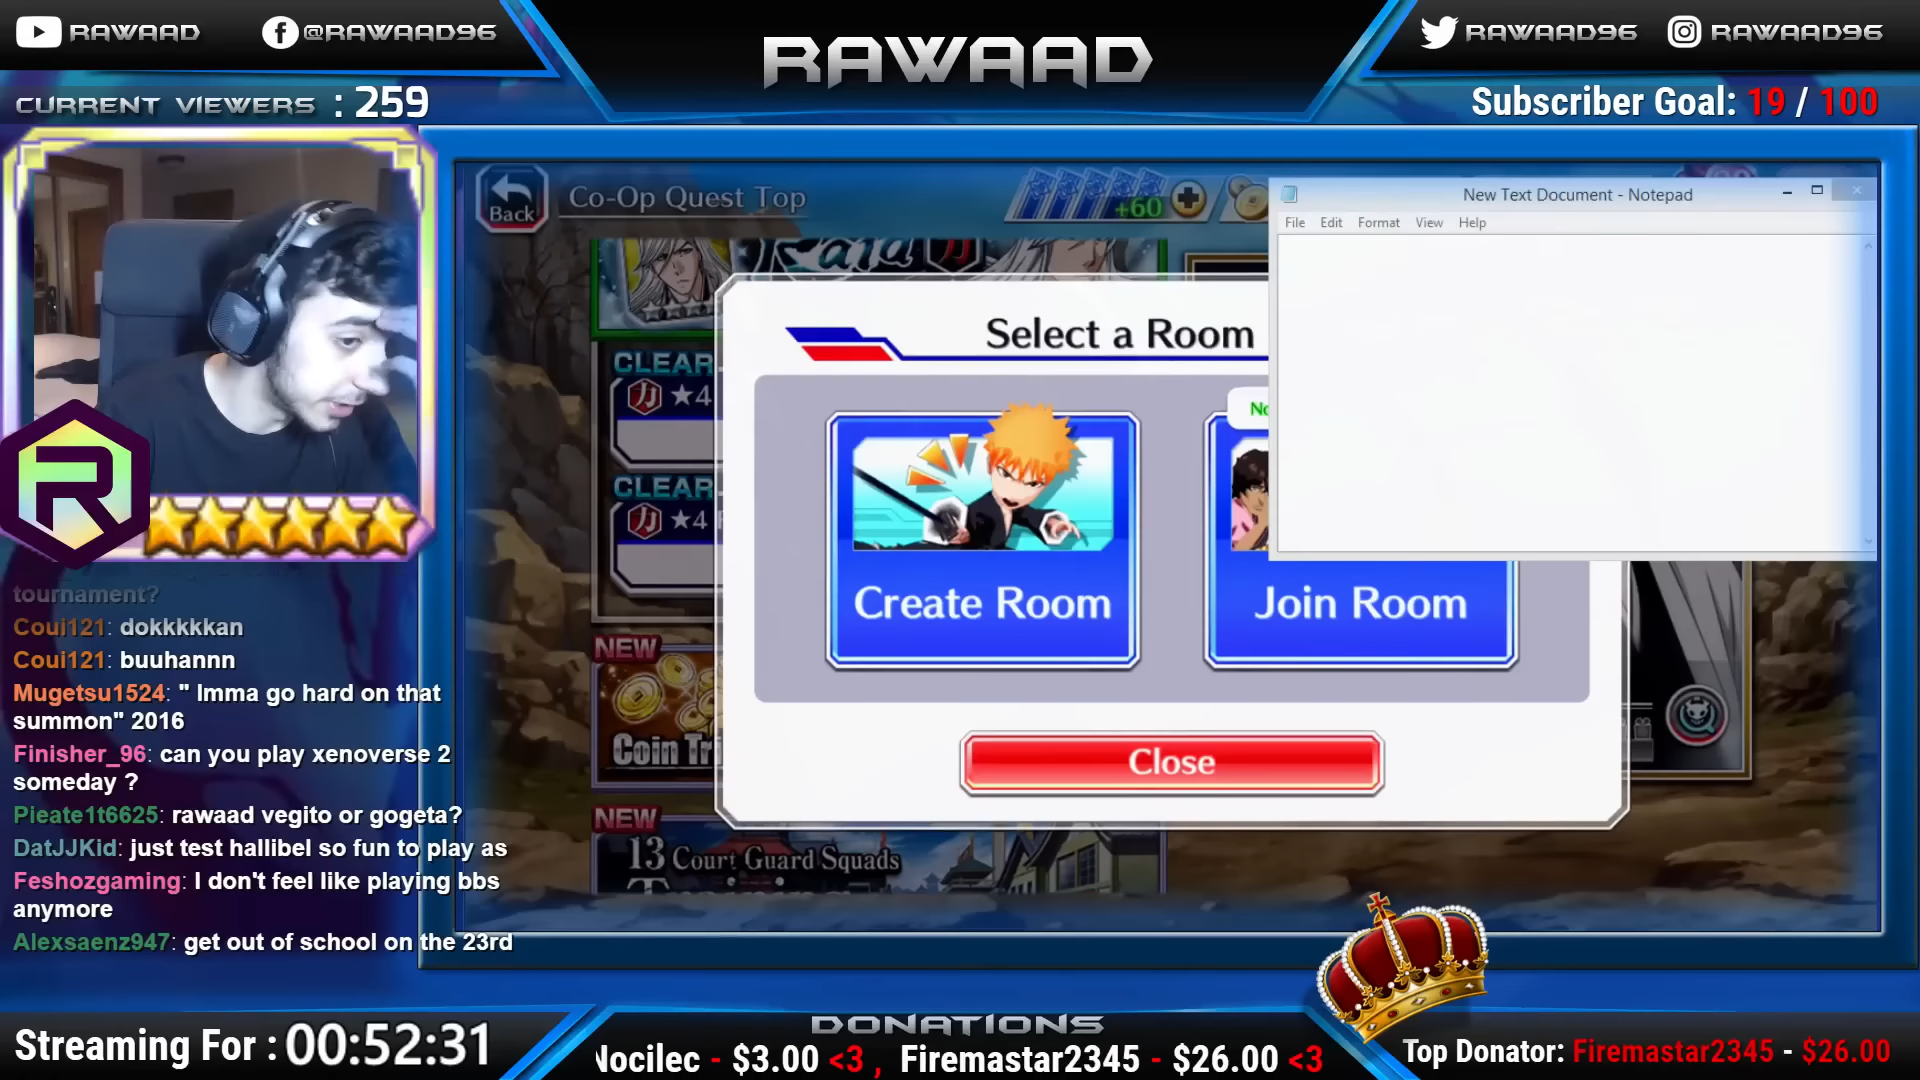 RAWAAD
@RAWAAD96
RAWAAD
RAWAAD96
RAWAAD96
CURRENT VIEWERS : 259
Subscriber Goal: 19 / 100
Back
Co-Op Quest Top
+60
New Text Document - Notepad
File Edit Format View Help
Select a Room
CLEAR
★4
CLEAR
★4
Create Room
Join Room
Close
NEW
Coin Tri
NEW
13 Court Guard Squads
R
tournament?
Coui121: dokkkkkan
Coui121: buuhannn
Mugetsu1524: " Imma go hard on that
summon" 2016
Finisher_96: can you play xenoverse 2
someday ?
Pieate1t6625: rawaad vegito or gogeta?
DatJJKid: just test hallibel so fun to play as
Feshozgaming: I don't feel like playing bbs
anymore
Alexsaenz947: get out of school on the 23rd
Streaming For : 00:52:31
DONATIONS
Nocilec - $3.00 <3 , Firemastar2345 - $26.00 <3
Top Donator: Firemastar2345 - $26.00